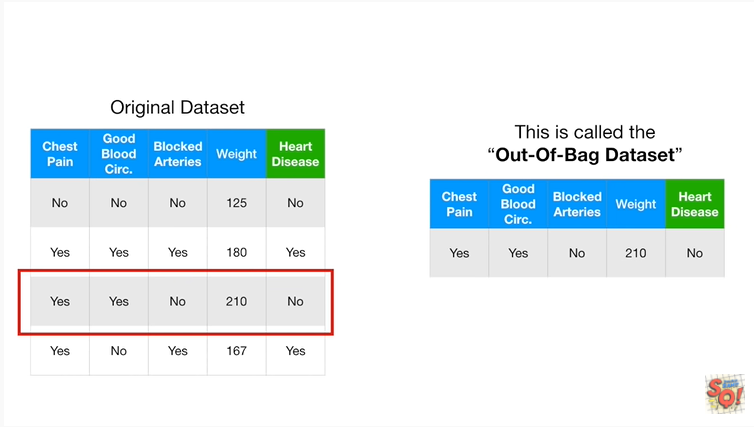 Original Dataset
Chest Pain Good Blood Circ. Blocked Arteries Weight Heart Disease
No No No 125 No
Yes Yes Yes 180 Yes
Yes Yes No 210 No
Yes No Yes 167 Yes
This is called the
“Out-Of-Bag Dataset”
Chest Pain Good Blood Circ. Blocked Arteries Weight Heart Disease
Yes Yes No 210 No
SQ!